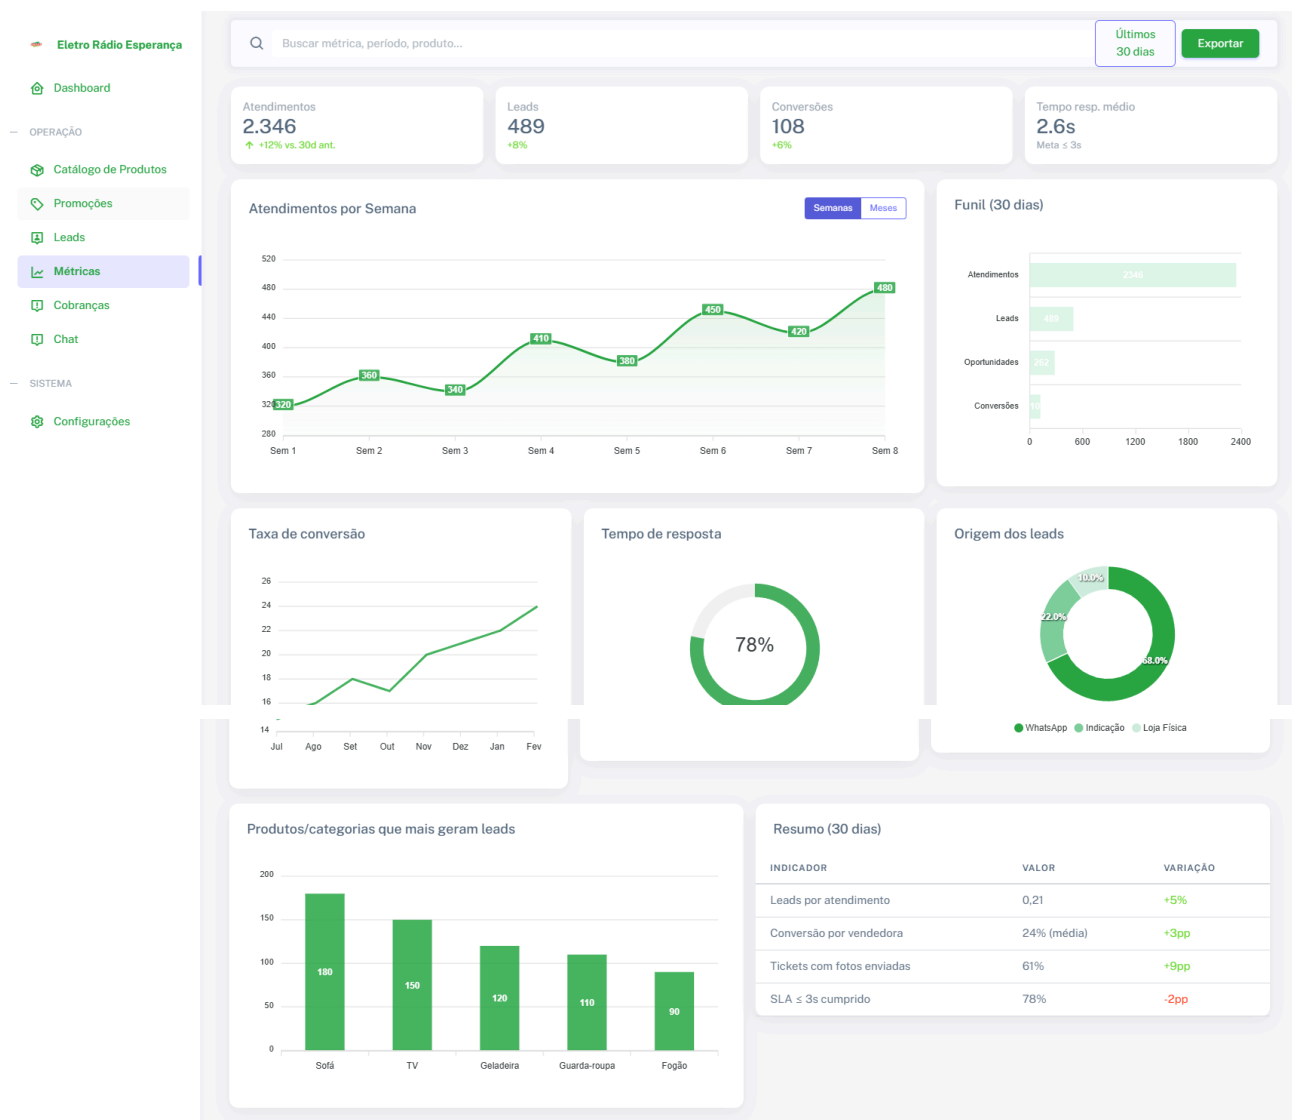 Eletro Rádio Esperança
Dashboard
OPERAÇÃO
Catálogo de Produtos
Promoções
Leads
Métricas
Cobranças
Chat
SISTEMA
Configurações
Buscar métrica, período, produto...
Últimos
30 dias
Exportar
Atendimentos
2.346
+12% vs. 30d ant.
Leads
489
+8%
Conversões
108
+6%
Tempo resp. médio
2.6s
Meta ≤ 3s
Atendimentos por Semana
Semanas Meses
520
480
440
400
360
320
280
320 360 340 410 380 450 420 480
Sem 1 Sem 2 Sem 3 Sem 4 Sem 5 Sem 6 Sem 7 Sem 8
Funil (30 dias)
Atendimentos 2346
Leads 489
Oportunidades 262
Conversões
0 600 1200 1800 2400
Taxa de conversão
26
24
22
20
18
16
14
Jul Ago Set Out Nov Dez Jan Fev
Tempo de resposta
78%
Origem dos leads
10.0%
22.0%
68.0%
WhatsApp Indicação Loja Física
Produtos/categorias que mais geram leads
200
150
100
50
0
180 150 120 110 90
Sofá TV Geladeira Guarda-roupa Fogão
Resumo (30 dias)
INDICADOR VALOR VARIAÇÃO
Leads por atendimento 0,21 +5%
Conversão por vendedora 24% (média) +3pp
Tickets com fotos enviadas 61% +9pp
SLA ≤ 3s cumprido 78% -2pp